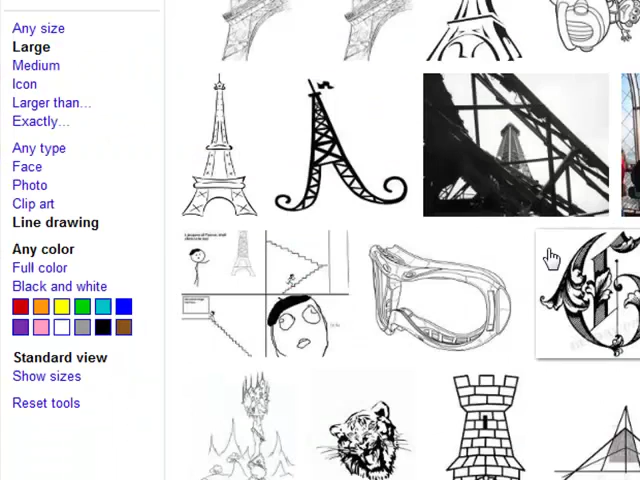 Any size
Large
Medium
Icon
Larger than...
Exactly...
Any type
Face
Photo
Clip art
Line drawing
Any color
Full color
Black and white
Standard view
Show sizes
Reset tools